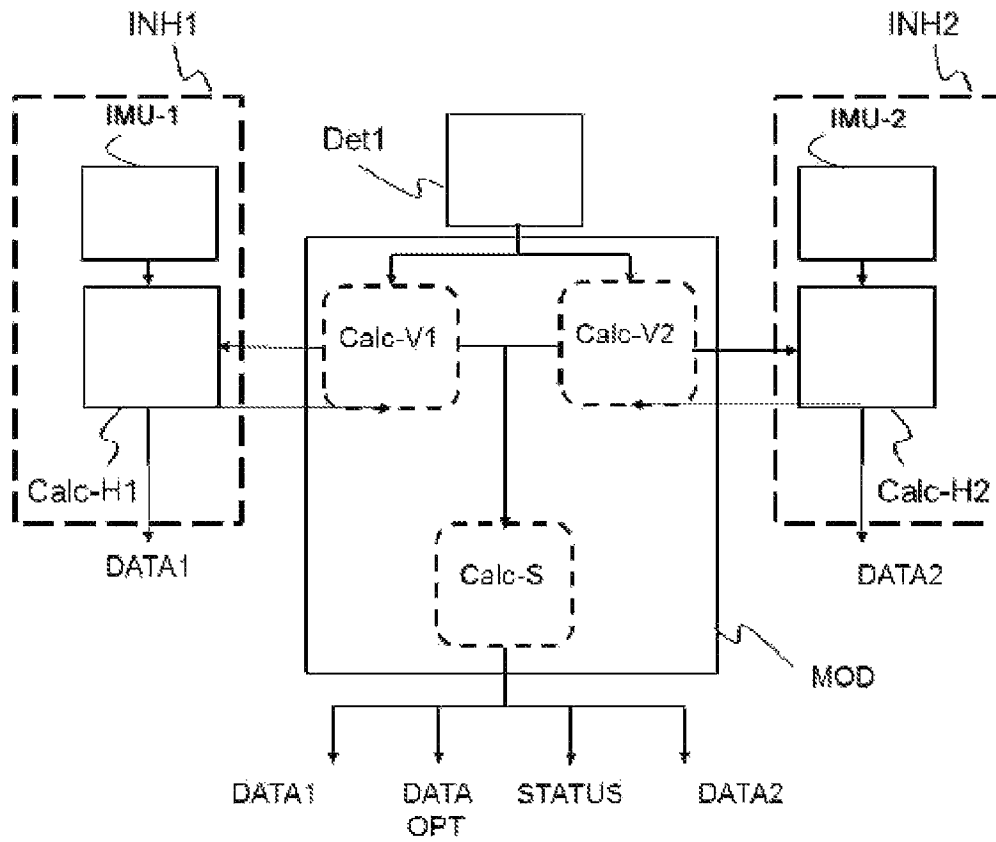 INH1
INH2
IMU-1
IMU-2
Det1
Calc-V1
Calc-V2
Calc-H1
Calc-H2
DATA1
DATA2
Calc-S
MOD
DATA1
DATA
OPT
STATUS
DATA2